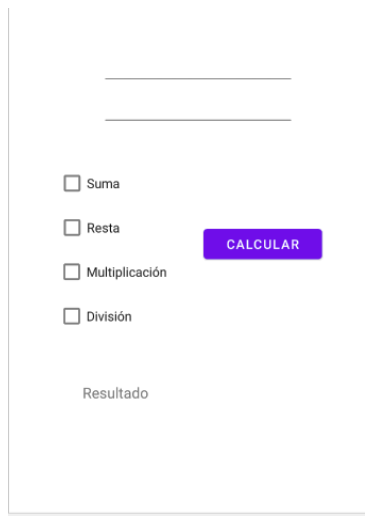 Suma
Resta
CALCULAR
Multiplicación
División
Resultado